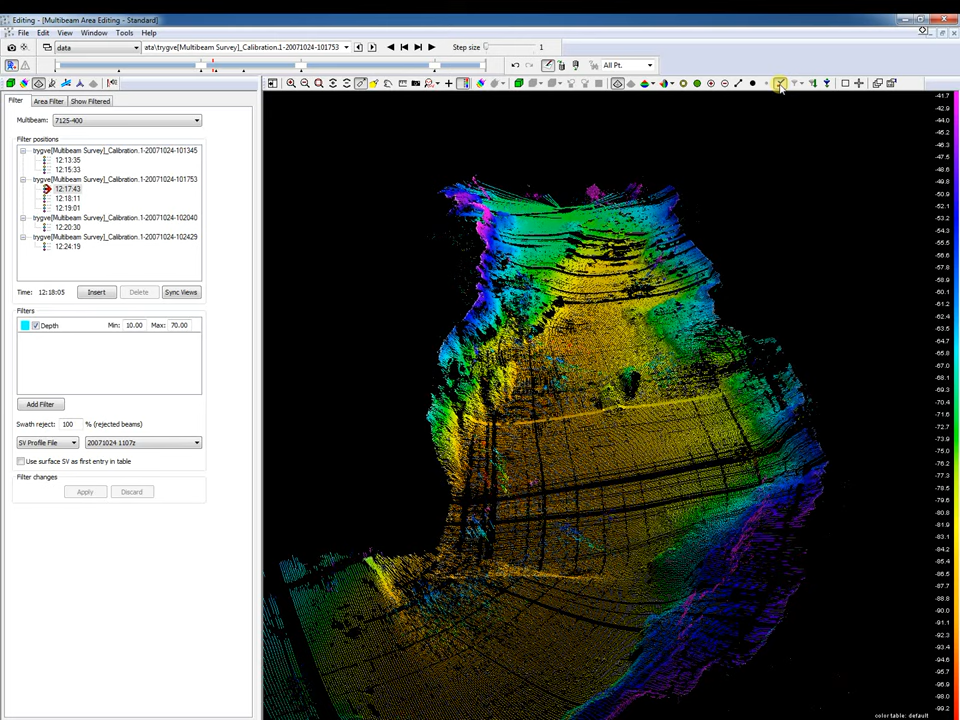 Editing - [Multibeam Area Editing - Standard]
File Edit View Window Tools Help
data
ata\trygve[Multibeam Survey]_Calibration.1-20071024-101753
Step size
1
All Pt.
Filter Area Filter Show Filtered
Multibeam: 7125-400
Filter positions
trygve[Multibeam Survey]_Calibration.1-20071024-101345
12:13:35
12:15:33
trygve[Multibeam Survey]_Calibration.1-20071024-101753
12:17:43
12:18:11
12:19:01
trygve[Multibeam Survey]_Calibration.1-20071024-102040
12:20:30
trygve[Multibeam Survey]_Calibration.1-20071024-102429
12:24:19
Time: 12:18:05 Insert Delete Sync Views
Filters
Depth Min: 10.00 Max: 70.00
Add Filter
Swath reject: 100 % (rejected beams)
SV Profile File 20071024 1107z
Use surface SV as first entry in table
Filter changes
Apply Discard
-41.7
-42.9
-44.0
-45.2
-46.3
-47.5
-48.6
-49.8
-50.9
-52.1
-53.2
-54.4
-55.5
-56.6
-57.8
-58.9
-60.1
-61.2
-62.4
-63.5
-64.7
-65.8
-67.0
-68.1
-69.3
-70.4
-71.6
-72.7
-73.9
-75.0
-76.2
-77.3
-78.5
-79.6
-80.8
-81.9
-83.1
-84.2
-85.4
-86.5
-87.7
-88.8
-90.0
-91.1
-92.3
-93.4
-94.6
-95.7
-96.9
-98.0
-99.2
color table: default